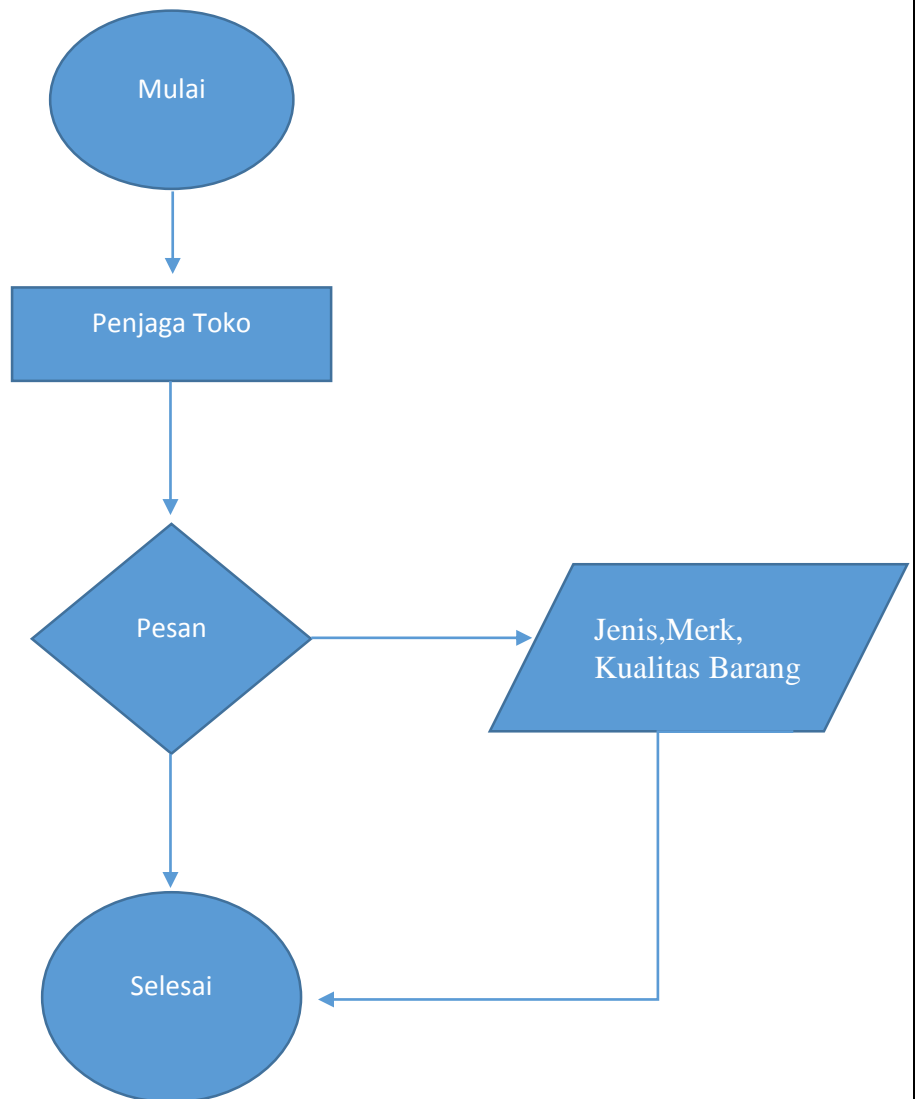 Mulai
Penjaga Toko
Pesan
Jenis,Merk,
Kualitas Barang
Selesai